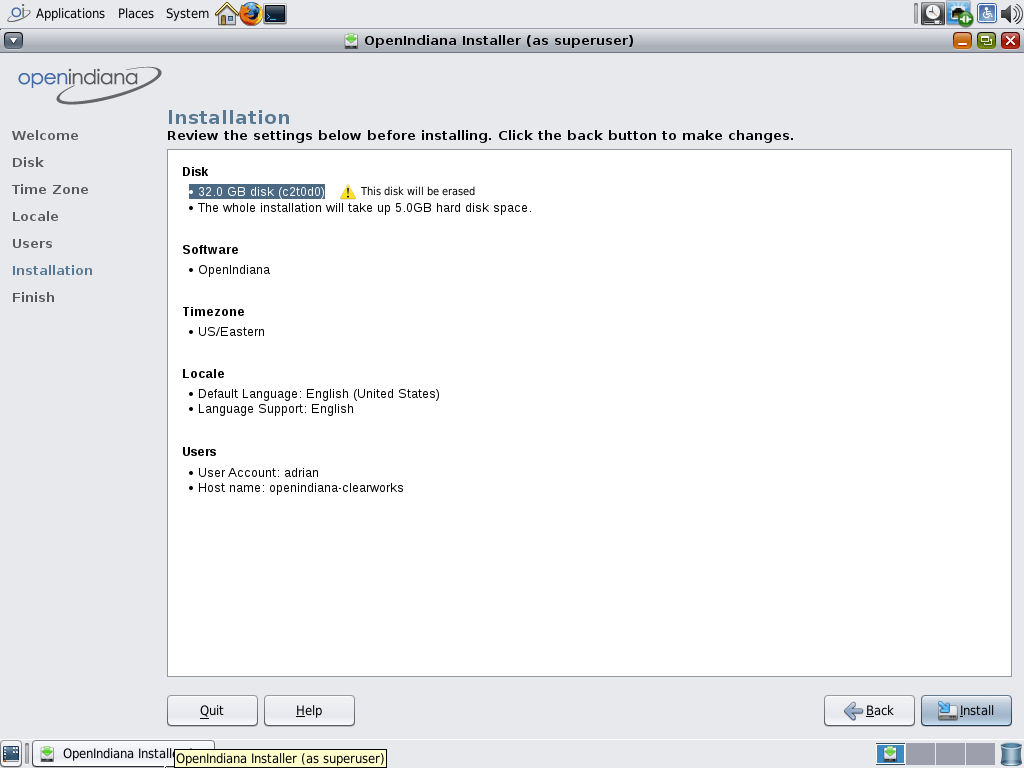 Applications Places System
OpenIndiana Installer (as superuser)
openindiana
Installation
Review the settings below before installing. Click the back button to make changes.
Welcome
Disk
Time Zone
Locale
Users
Installation
Finish
Disk
• 32.0 GB disk (c2t0d0) This disk will be erased
• The whole installation will take up 5.0GB hard disk space.
Software
• OpenIndiana
Timezone
• US/Eastern
Locale
• Default Language: English (United States)
• Language Support: English
Users
• User Account: adrian
• Host name: openindiana-clearworks
Quit Help Back Install
OpenIndiana Installe
OpenIndiana Installer (as superuser)